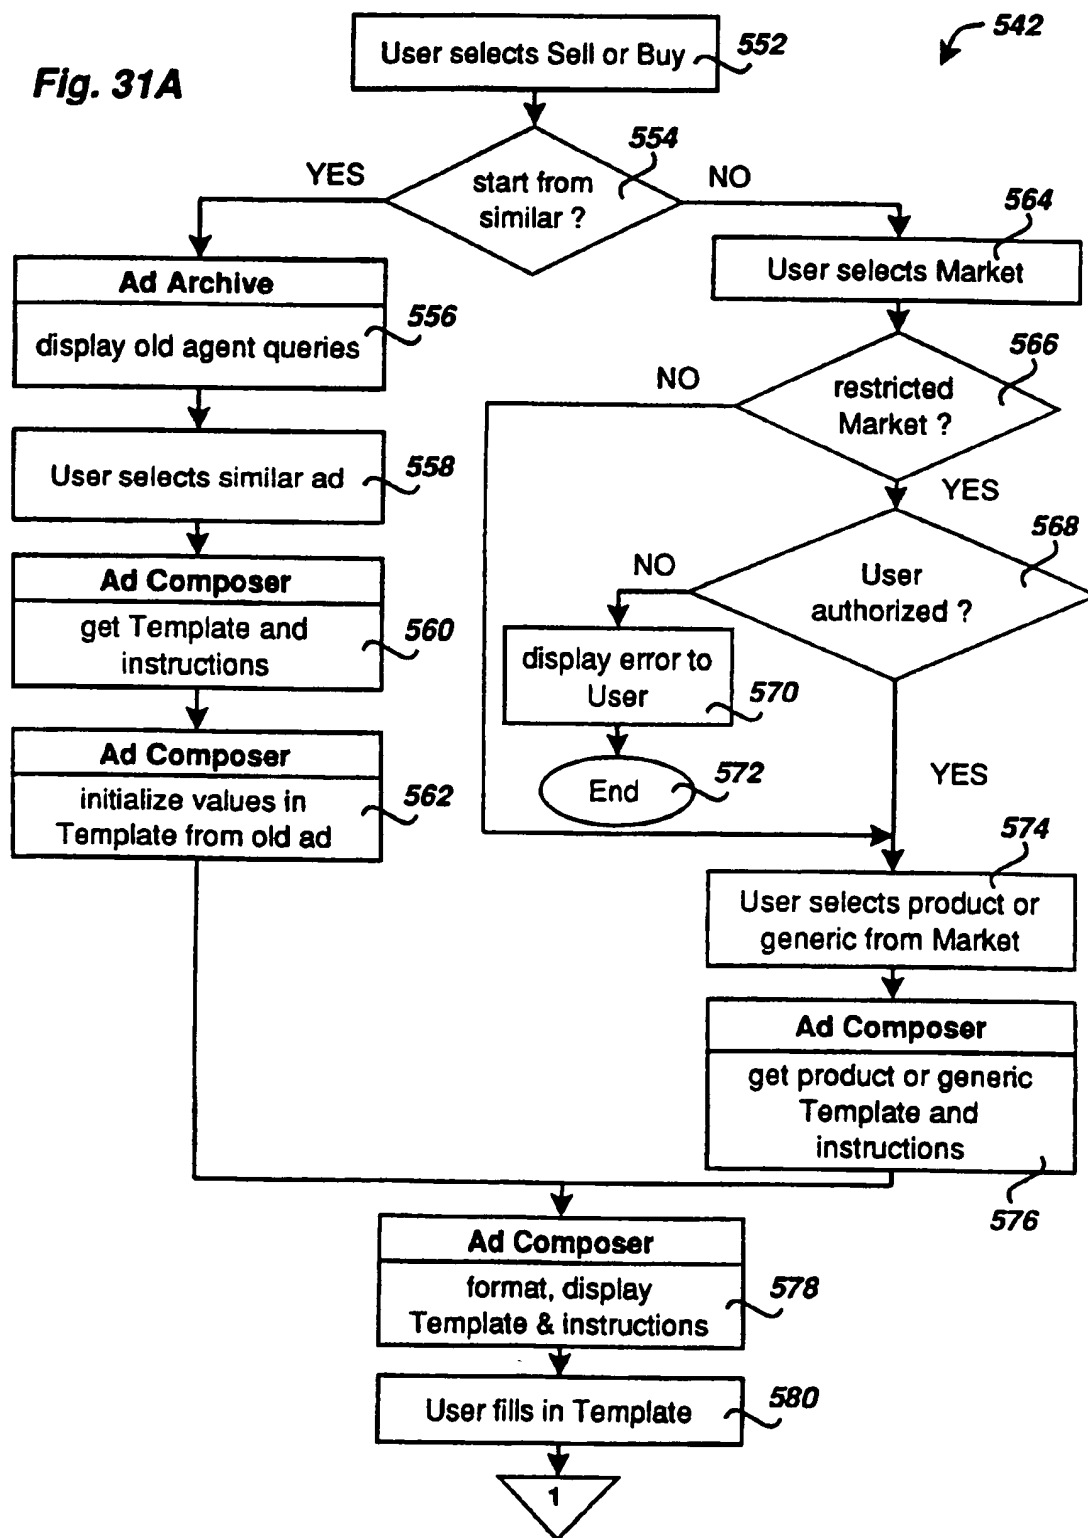 Fig. 31A
542
User selects Sell or Buy
552
start from
similar ?
554
YES
NO
Ad Archive
display old agent queries
556
User selects similar ad
558
Ad Composer
get Template and
instructions
560
Ad Composer
initialize values in
Template from old ad
562
User selects Market
564
restricted
Market ?
566
NO
YES
User
authorized ?
568
NO
display error to
User
570
End
572
YES
User selects product or
generic from Market
574
Ad Composer
get product or generic
Template and
instructions
576
Ad Composer
format, display
Template & instructions
578
User fills in Template
580
1